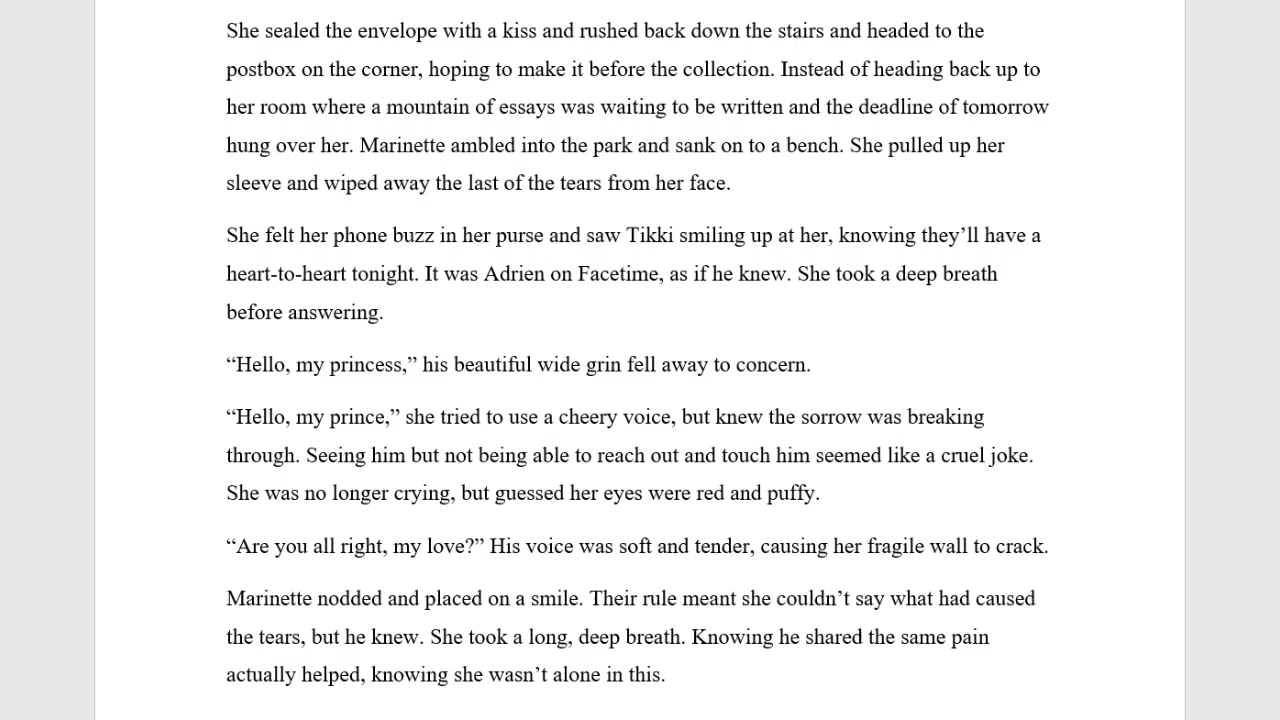 She sealed the envelope with a kiss and rushed back down the stairs and headed to the
postbox on the corner, hoping to make it before the collection. Instead of heading back up to
her room where a mountain of essays was waiting to be written and the deadline of tomorrow
hung over her. Marinette ambled into the park and sank on to a bench. She pulled up her
sleeve and wiped away the last of the tears from her face.
She felt her phone buzz in her purse and saw Tikki smiling up at her, knowing they’ll have a
heart-to-heart tonight. It was Adrien on Facetime, as if he knew. She took a deep breath
before answering.
“Hello, my princess,” his beautiful wide grin fell away to concern.
“Hello, my prince,” she tried to use a cheery voice, but knew the sorrow was breaking
through. Seeing him but not being able to reach out and touch him seemed like a cruel joke.
She was no longer crying, but guessed her eyes were red and puffy.
“Are you all right, my love?” His voice was soft and tender, causing her fragile wall to crack.
Marinette nodded and placed on a smile. Their rule meant she couldn’t say what had caused
the tears, but he knew. She took a long, deep breath. Knowing he shared the same pain
actually helped, knowing she wasn’t alone in this.